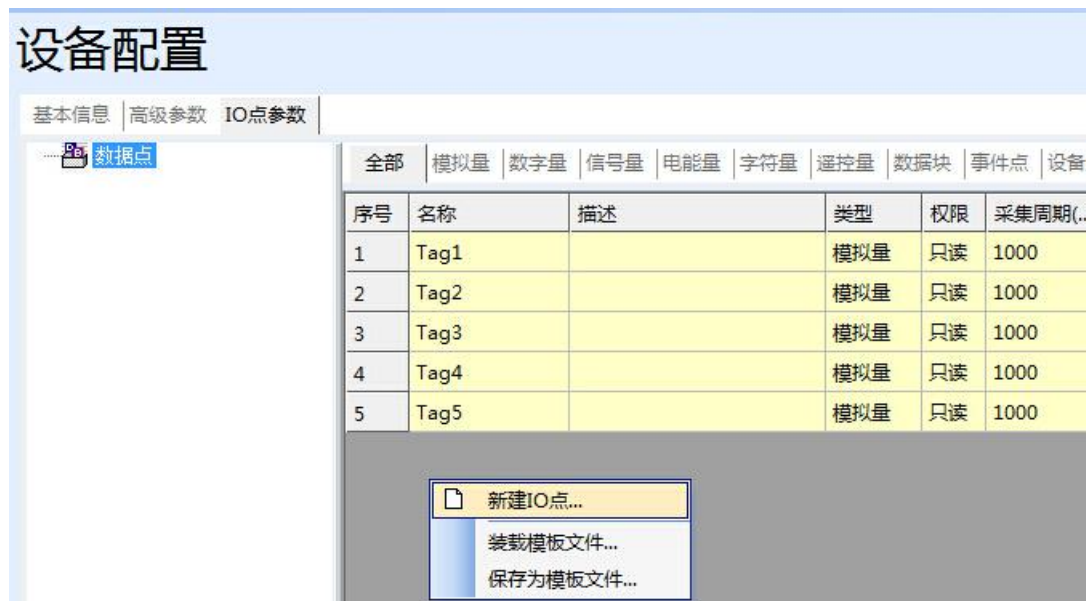 设备配置
基本信息 高级参数 IO点参数
数据点
全部 模拟量 数字量 信号量 电能量 字符量 遥控量 数据块 事件点 设备
序号 名称 描述 类型 权限 采集周期(..
1 Tag1 模拟量 只读 1000
2 Tag2 模拟量 只读 1000
3 Tag3 模拟量 只读 1000
4 Tag4 模拟量 只读 1000
5 Tag5 模拟量 只读 1000
新建IO点...
装载模板文件...
保存为模板文件...